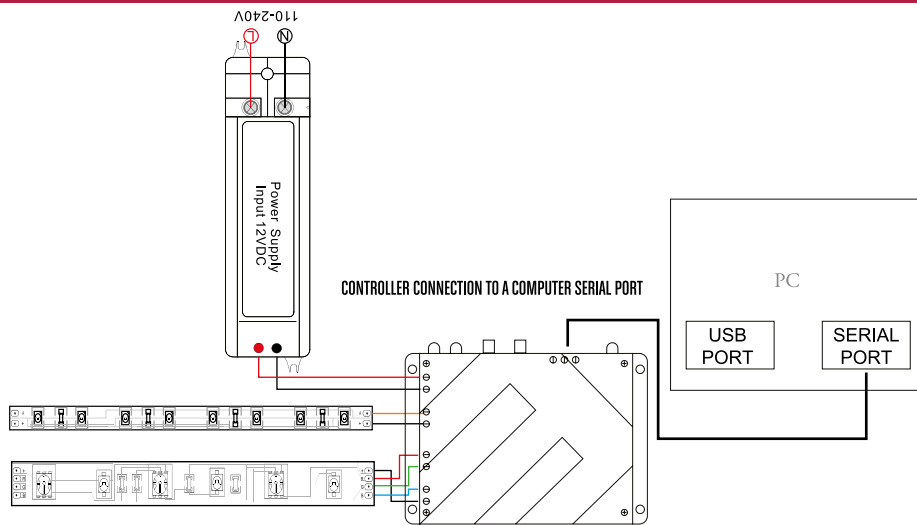 110-240V
L
N
Power Supply
Input 12VDC
CONTROLLER CONNECTION TO A COMPUTER SERIAL PORT
PC
USB
PORT
SERIAL
PORT